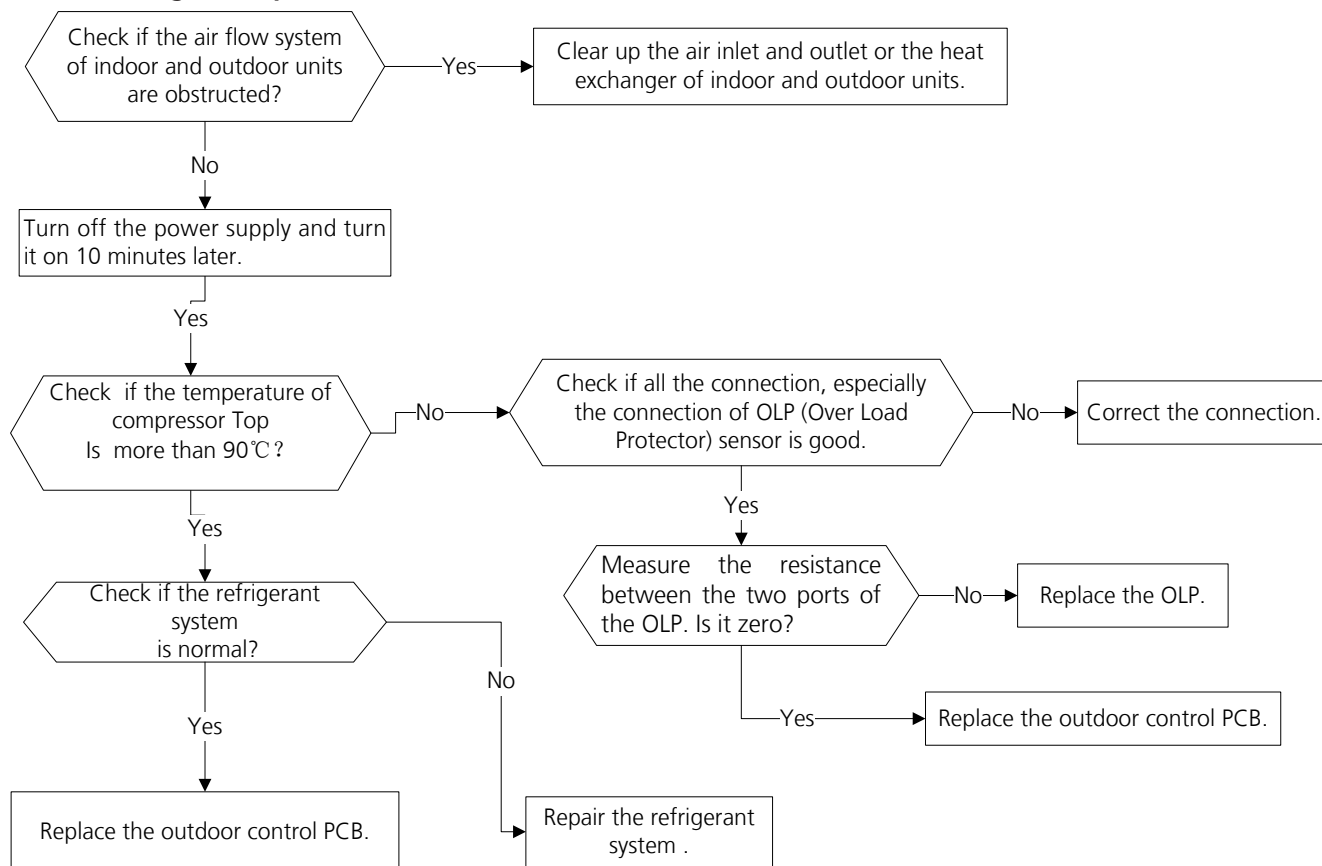 Check if the air flow system
of indoor and outdoor units
are obstructed?
Yes
Clear up the air inlet and outlet or the heat
exchanger of indoor and outdoor units.
No
Turn off the power supply and turn
it on 10 minutes later.
Yes
Check if the temperature of
compressor Top
Is more than 90℃?
No
Check if all the connection, especially
the connection of OLP (Over Load
Protector) sensor is good.
No
Correct the connection.
Yes
Yes
Measure the resistance
between the two ports of
the OLP. Is it zero?
No
Replace the OLP.
Check if the refrigerant
system
is normal?
No
Yes
Yes
Replace the outdoor control PCB.
Replace the outdoor control PCB.
Repair the refrigerant
system .